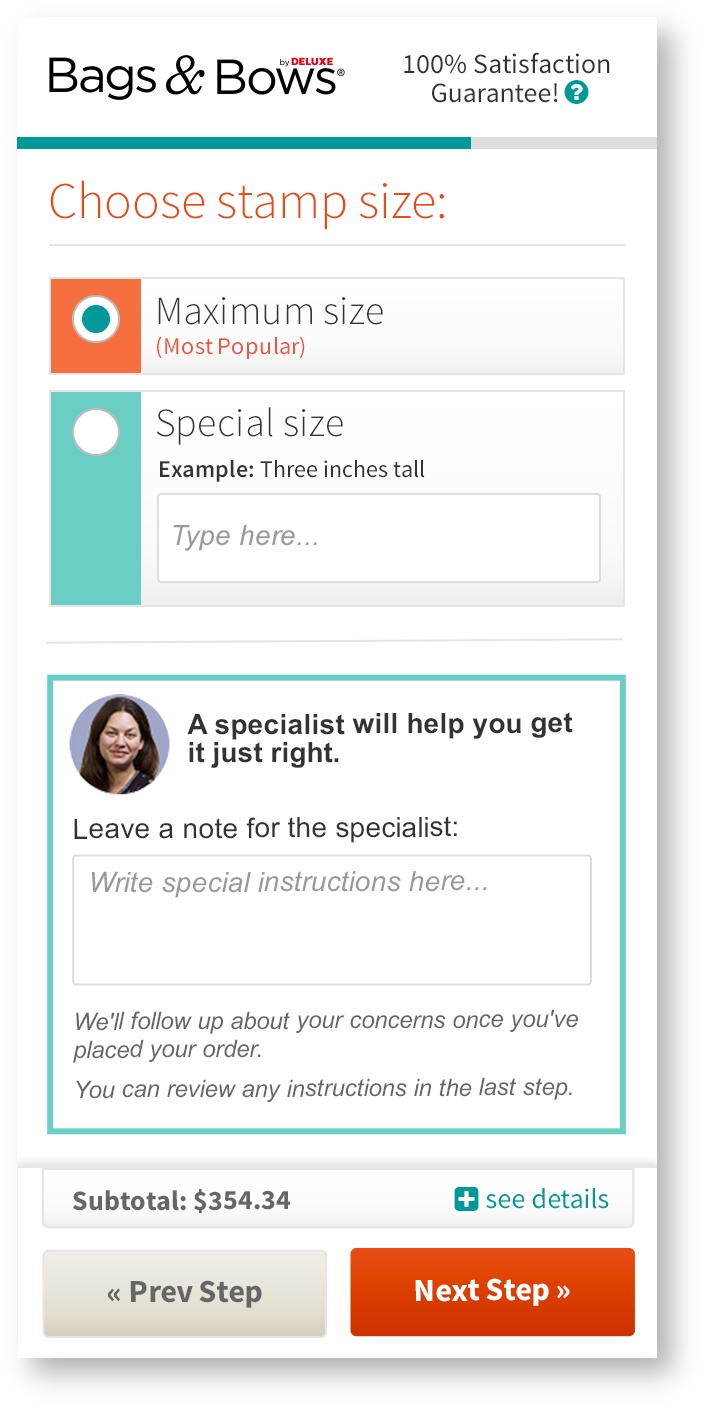 Bags & Bows®
by DELUXE
100% Satisfaction
Guarantee! ?
Choose stamp size:
Maximum size
(Most Popular)
Special size
Example: Three inches tall
Type here...
A specialist will help you get
it just right.
Leave a note for the specialist:
Write special instructions here...
We'll follow up about your concerns once you've
placed your order.
You can review any instructions in the last step.
Subtotal: $354.34
see details
« Prev Step
Next Step »